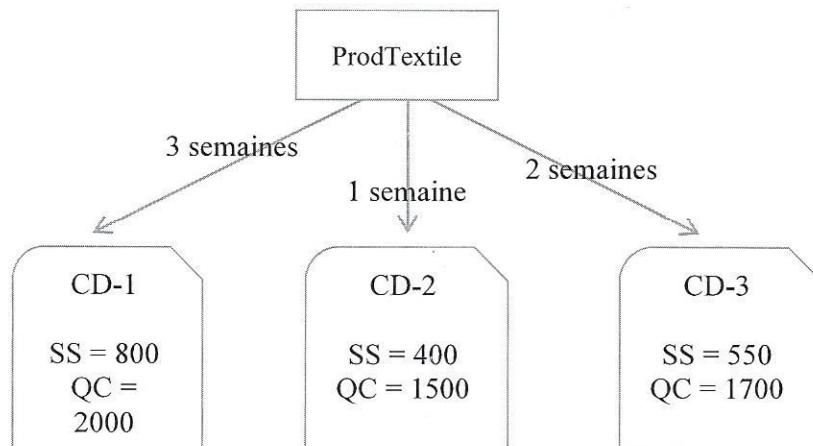 ProdTextile
3 semaines
1 semaine
2 semaines
CD-1
SS = 800
QC =
2000
CD-2
SS = 400
QC = 1500
CD-3
SS = 550
QC = 1700